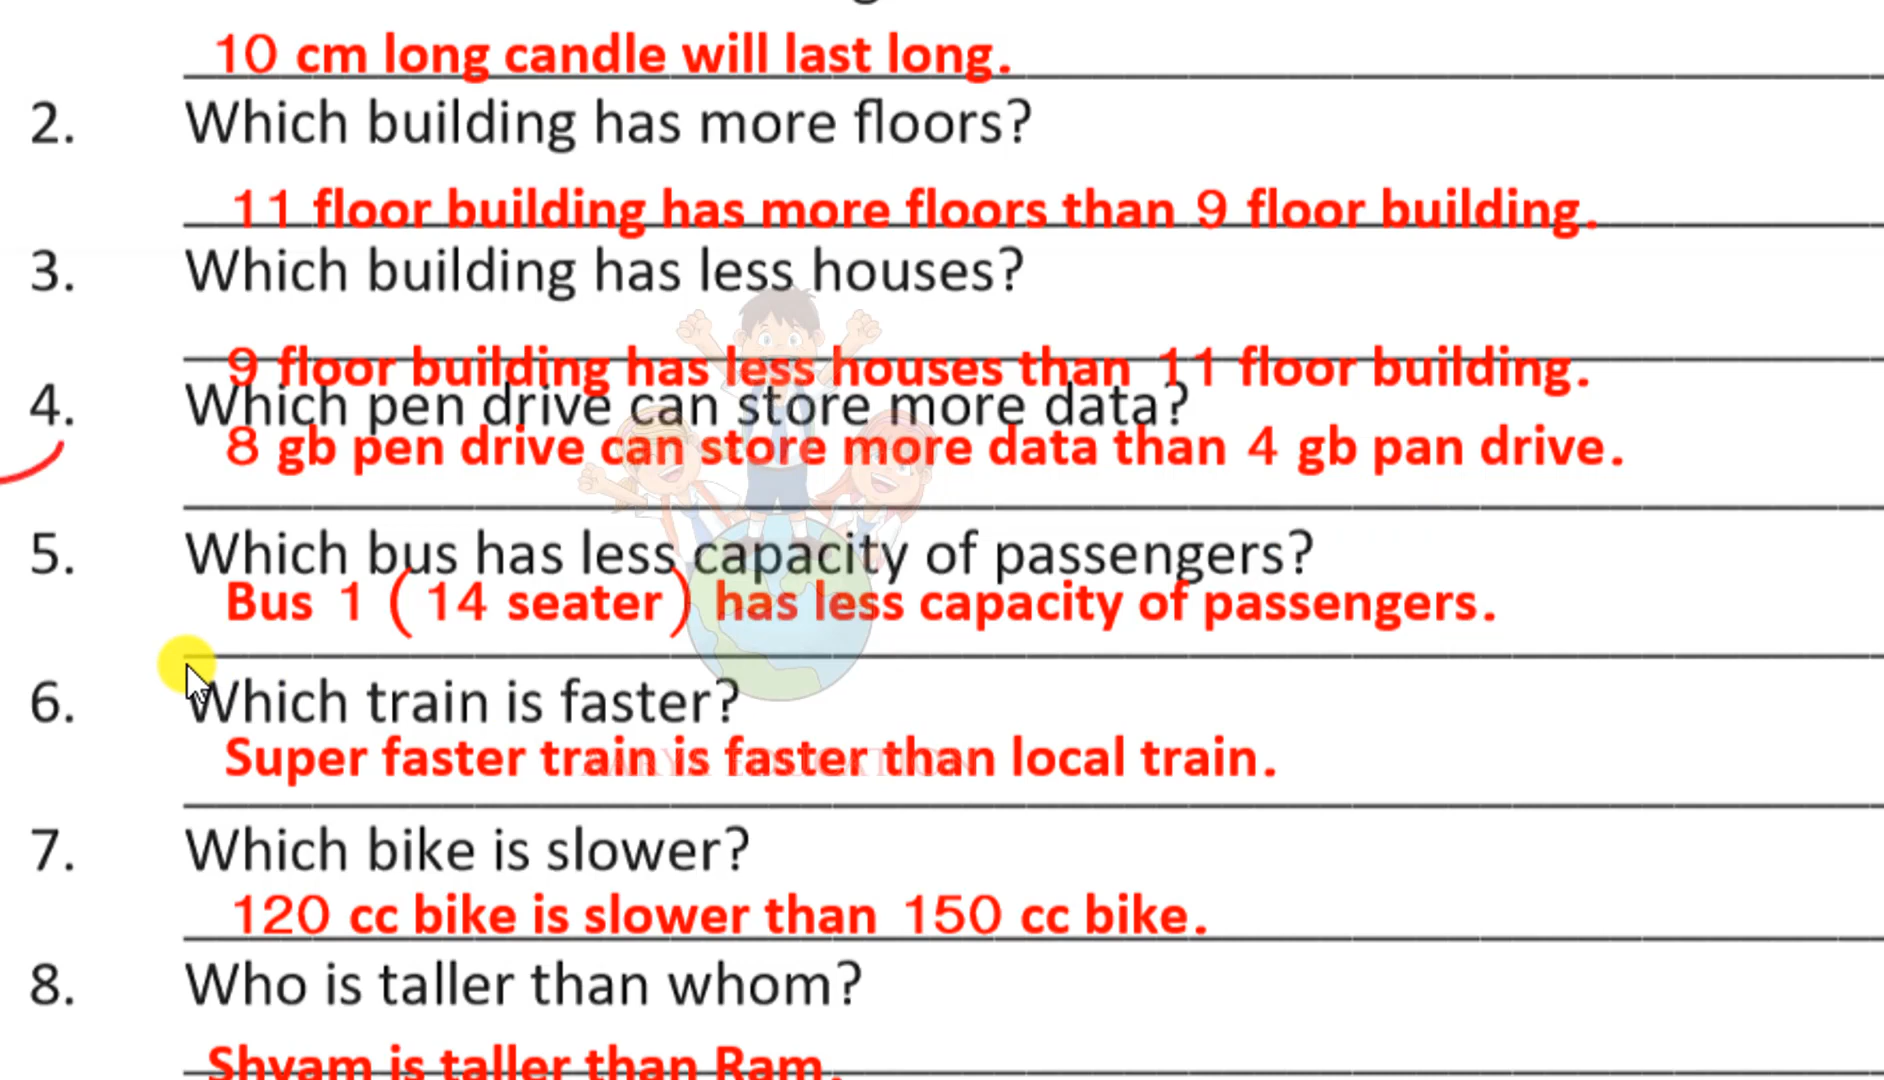 10 cm long candle will last long.
2. Which building has more floors?
11 floor building has more floors than 9 floor building.
3. Which building has less houses?
9 floor building has less houses than 11 floor building.
4. Which pen drive can store more data?
8 gb pen drive can store more data than 4 gb pan drive.
5. Which bus has less capacity of passengers?
Bus 1 (14 seater) has less capacity of passengers.
6. Which train is faster?
Super faster train is faster than local train.
AARYA EDUCATION
7. Which bike is slower?
120 cc bike is slower than 150 cc bike.
8. Who is taller than whom?
Shyam is taller than Ram.